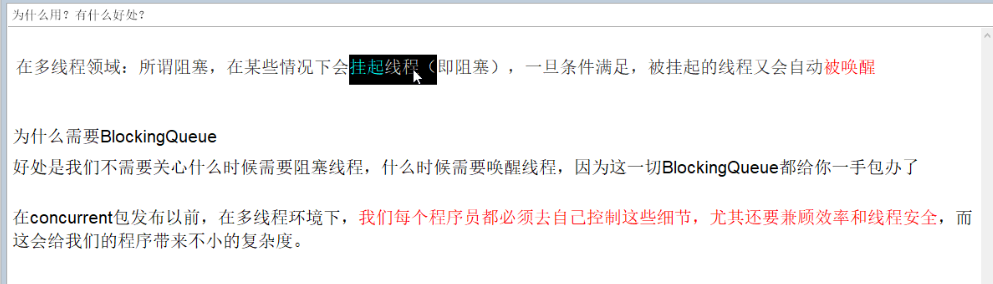 为什么用？有什么好处？
在多线程领域：所谓阻塞，在某些情况下会挂起线程（即阻塞），一旦条件满足，被挂起的线程又会自动被唤醒
为什么需要BlockingQueue
好处是我们不需要关心什么时候需要阻塞线程，什么时候需要唤醒线程，因为这一切BlockingQueue都给你一手包办了
在concurrent包发布以前，在多线程环境下，我们每个程序员都必须去自己控制这些细节，尤其还要兼顾效率和线程安全，而
这会给我们的程序带来不小的复杂度。